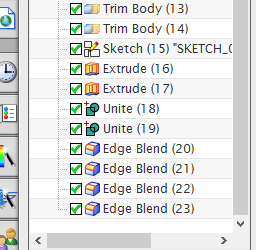 Trim Body (13)
Trim Body (14)
Sketch (15) "SKETCH_
Extrude (16)
Extrude (17)
Unite (18)
Unite (19)
Edge Blend (20)
Edge Blend (21)
Edge Blend (22)
Edge Blend (23)